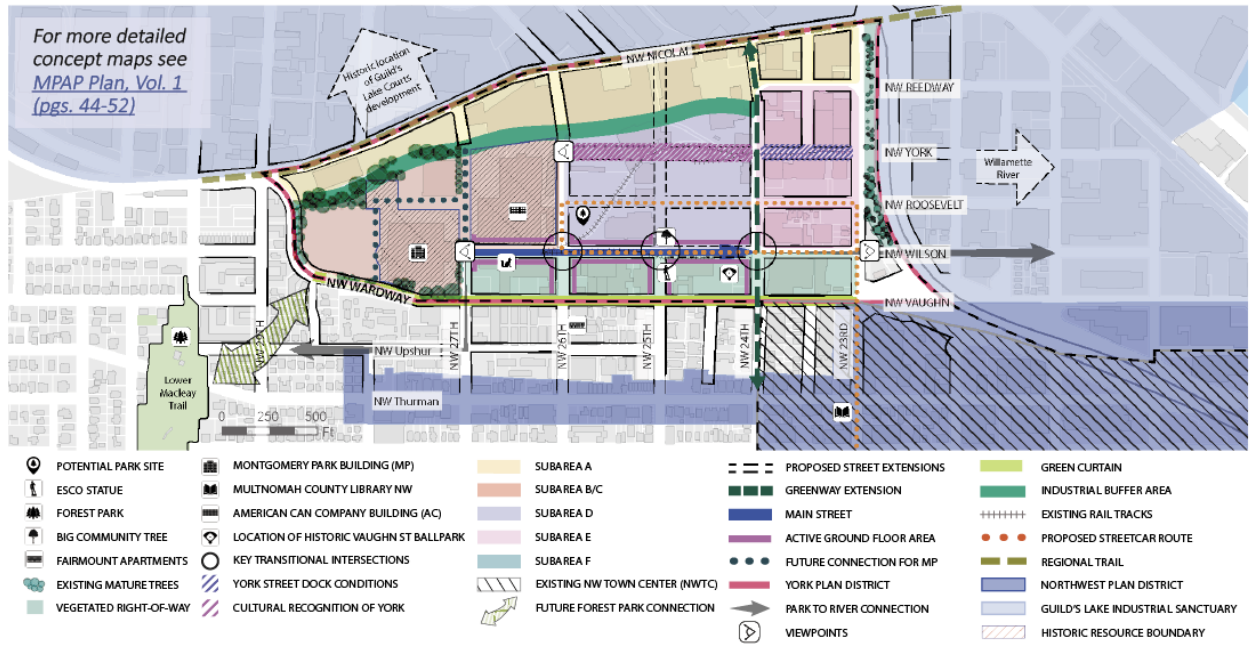 For more detailed
concept maps see
MPAP Plan, Vol. 1
(pgs. 44-52)
Historic location
of Guild's
Lake Courts
development
NW NICOLAI
NW REEDWAY
NW YORK
Willamette
River
NW ROOSEVELT
NW WILSON
NW WARDWAY
NW VAUGHN
NW 27TH
NW 26TH
NW 25TH
NW 24TH
NW 23RD
NW Upshur
NW Thurman
Lower
Macleay
Trail
0 250 500
Ft
POTENTIAL PARK SITE
ESCO STATUE
FOREST PARK
BIG COMMUNITY TREE
FAIRMOUNT APARTMENTS
EXISTING MATURE TREES
VEGETATED RIGHT-OF-WAY
MONTGOMERY PARK BUILDING (MP)
MULTNOMAH COUNTY LIBRARY NW
AMERICAN CAN COMPANY BUILDING (AC)
LOCATION OF HISTORIC VAUGHN ST BALLPARK
KEY TRANSITIONAL INTERSECTIONS
YORK STREET DOCK CONDITIONS
CULTURAL RECOGNITION OF YORK
SUBAREA A
SUBAREA B/C
SUBAREA D
SUBAREA E
SUBAREA F
EXISTING NW TOWN CENTER (NWTC)
FUTURE FOREST PARK CONNECTION
PROPOSED STREET EXTENSIONS
GREENWAY EXTENSION
MAIN STREET
ACTIVE GROUND FLOOR AREA
FUTURE CONNECTION FOR MP
YORK PLAN DISTRICT
PARK TO RIVER CONNECTION
VIEWPOINTS
GREEN CURTAIN
INDUSTRIAL BUFFER AREA
EXISTING RAIL TRACKS
PROPOSED STREETCAR ROUTE
REGIONAL TRAIL
NORTHWEST PLAN DISTRICT
GUILD'S LAKE INDUSTRIAL SANCTUARY
HISTORIC RESOURCE BOUNDARY